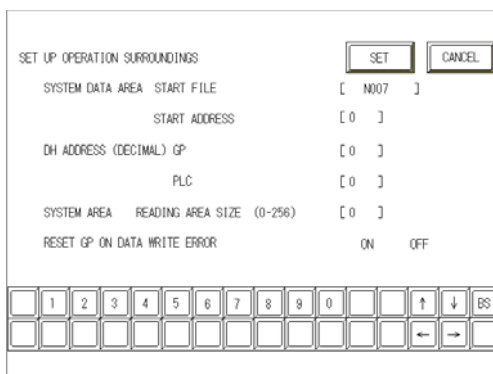 SET UP OPERATION SURROUNDINGS SET CANCEL
SYSTEM DATA AREA START FILE [ N007 ]
START ADDRESS [ 0 ]
DH ADDRESS (DECIMAL) GP [ 0 ]
PLC [ 0 ]
SYSTEM AREA READING AREA SIZE (0-256) [ 0 ]
RESET GP ON DATA WRITE ERROR ON OFF
1 2 3 4 5 6 7 8 9 0 ↑ ↓ BS
← →